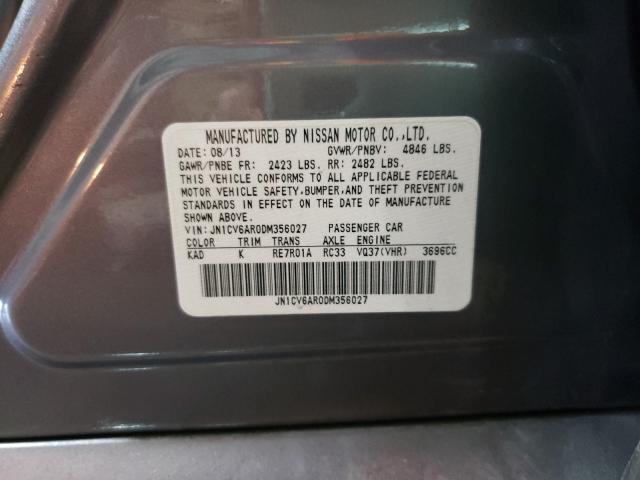 MANUFACTURED BY NISSAN MOTOR CO.,LTD.
DATE: 08/13 GVWR/PNBV: 4846 LBS.
GAWR/PNBE FR: 2423 LBS. RR: 2482 LBS.
THIS VEHICLE CONFORMS TO ALL APPLICABLE FEDERAL
MOTOR VEHICLE SAFETY,BUMPER,AND THEFT PREVENTION
STANDARDS IN EFFECT ON THE DATE OF MANUFACTURE
SHOWN ABOVE.
VIN: JN1CV6AR0DM356027 PASSENGER CAR
COLOR TRIM TRANS AXLE ENGINE
KAD K RE7R01A RC33 VQ37(VHR) 3696CC
JN1CV6AR0DM356027